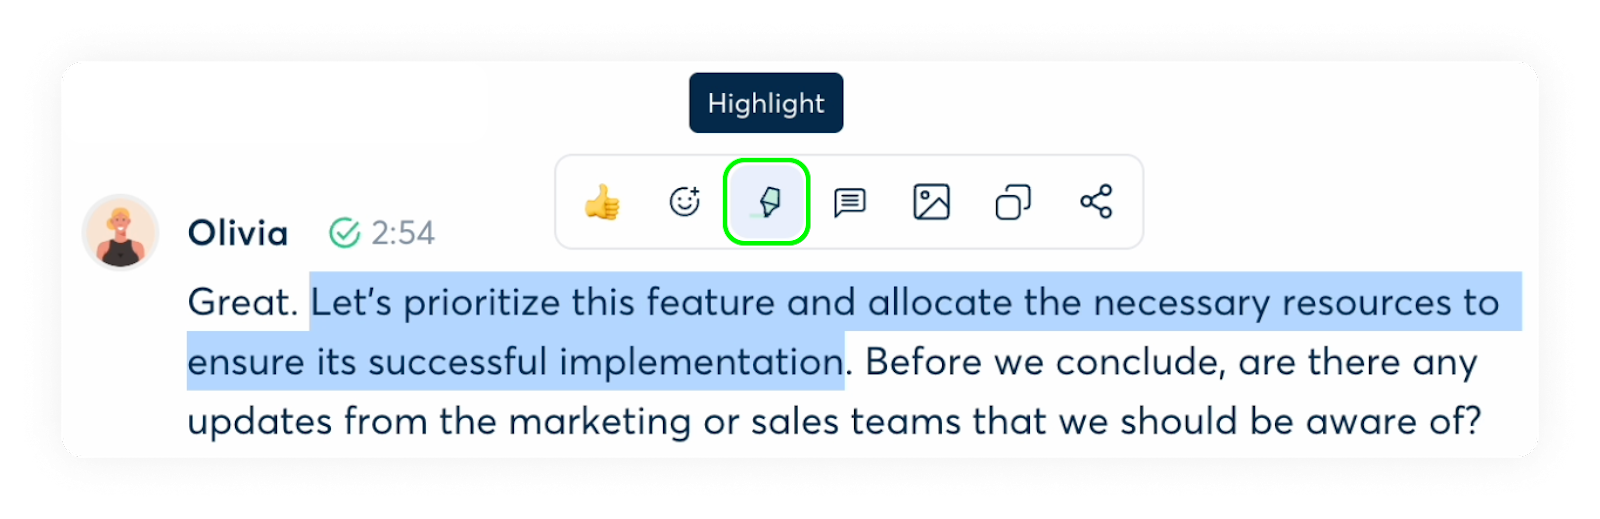 Highlight
Olivia 2:54
Great. Let's prioritize this feature and allocate the necessary resources to
ensure its successful implementation. Before we conclude, are there any
updates from the marketing or sales teams that we should be aware of?